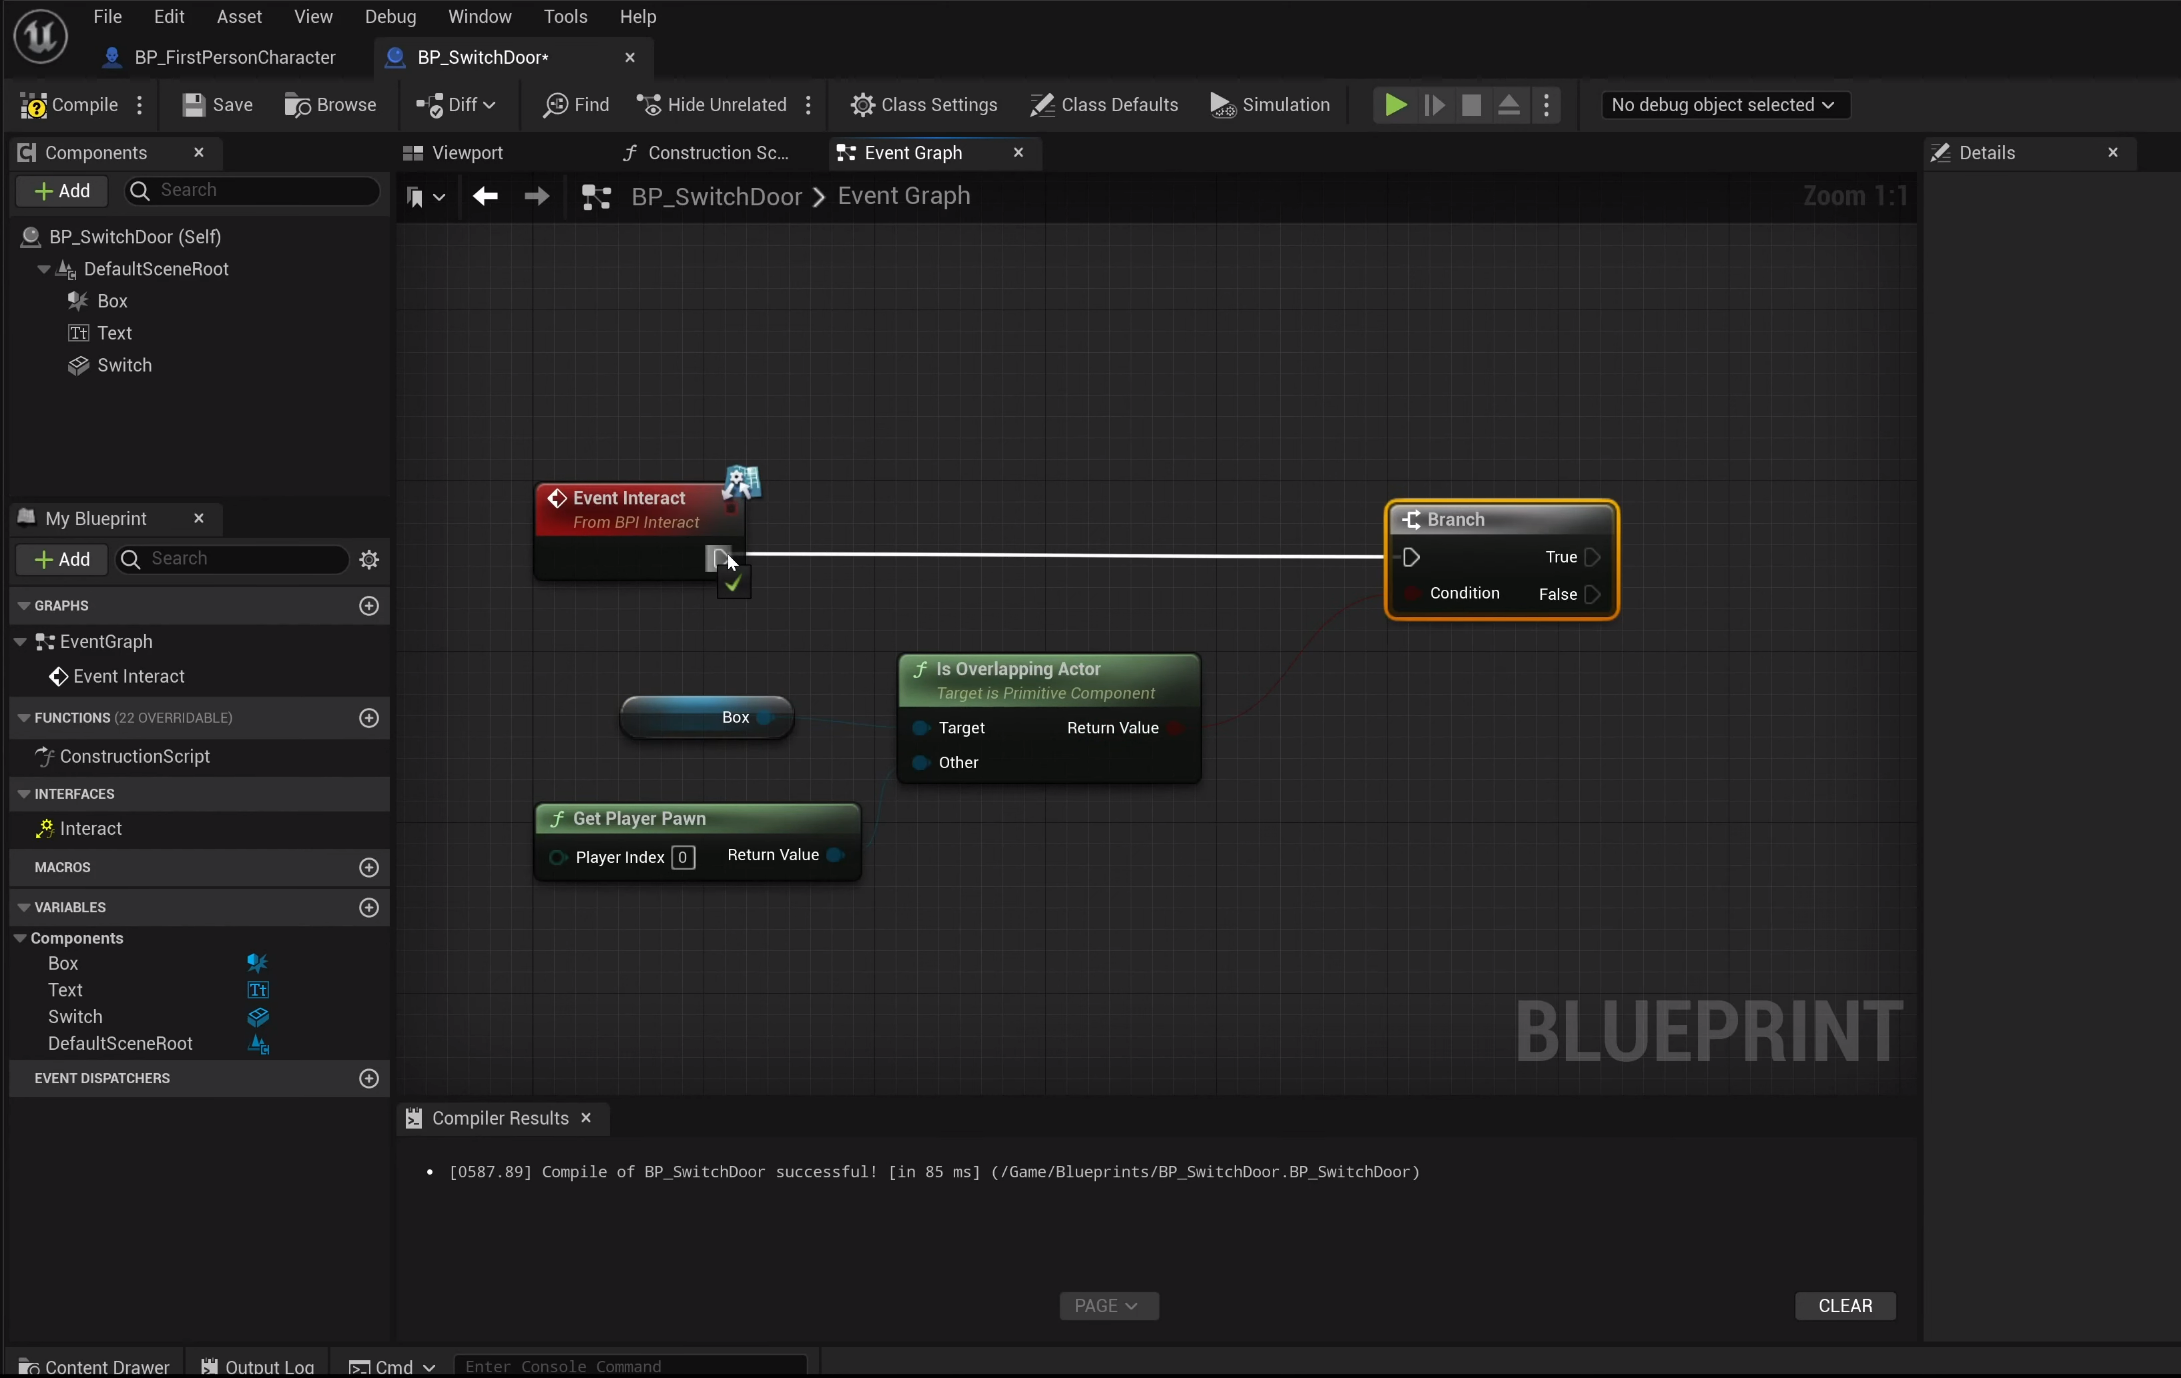 File Edit Asset View Debug Window Tools Help
BP_FirstPersonCharacter BP_SwitchDoor*
Compile Save Browse Diff Find Hide Unrelated Class Settings Class Defaults Simulation No debug object selected
Components
Add Search
BP_SwitchDoor (Self)
DefaultSceneRoot
Box
Text
Switch
My Blueprint
Add Search
GRAPHS
EventGraph
Event Interact
FUNCTIONS (22 OVERRIDABLE)
ConstructionScript
INTERFACES
Interact
MACROS
VARIABLES
Components
Box
Text
Switch
DefaultSceneRoot
EVENT DISPATCHERS
Viewport Construction Sc... Event Graph
BP_SwitchDoor > Event Graph Zoom 1:1
Event Interact
From BPI Interact
Branch
True
Condition False
Is Overlapping Actor
Target is Primitive Component
Target Return Value
Other
Box
Get Player Pawn
Player Index 0 Return Value
BLUEPRINT
Compiler Results
[0587.89] Compile of BP_SwitchDoor successful! [in 85 ms] (/Game/Blueprints/BP_SwitchDoor.BP_SwitchDoor)
PAGE CLEAR
Details
Content Drawer Output Log Cmd Enter Console Command